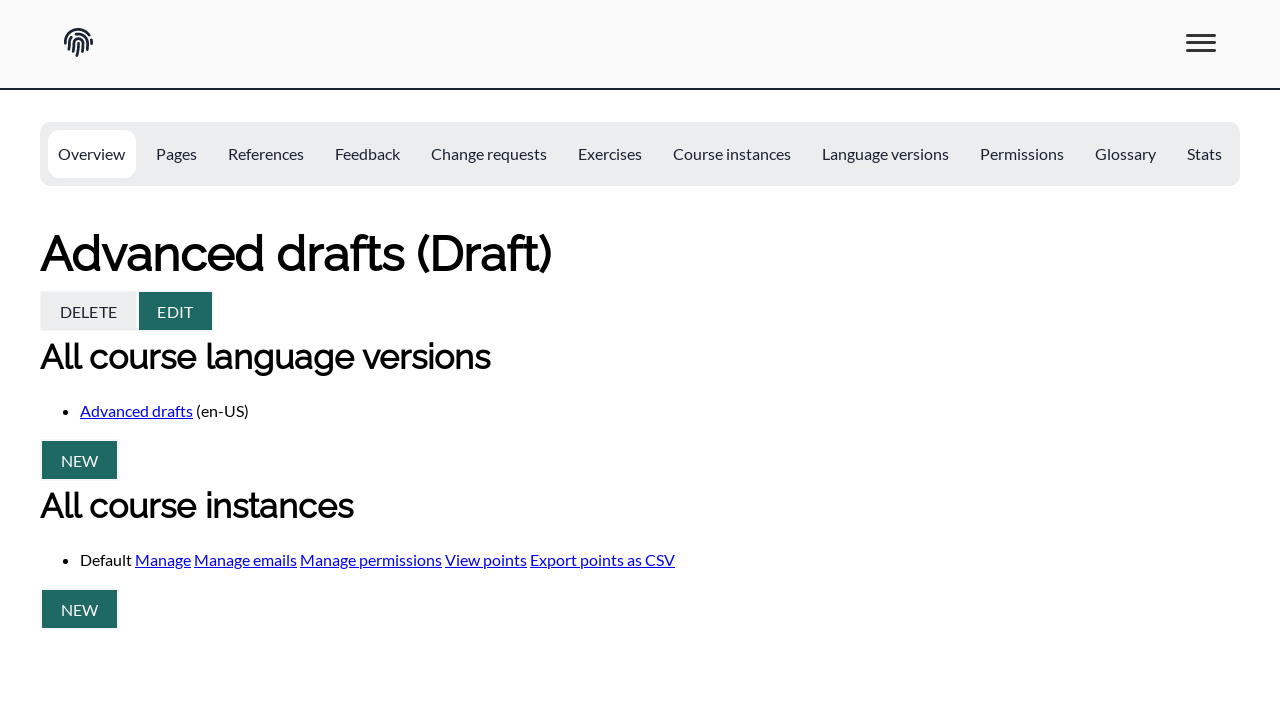 Overview Pages References Feedback Change requests Exercises Course instances Language versions Permissions Glossary Stats
Advanced drafts (Draft)
DELETE EDIT
All course language versions
Advanced drafts (en-US)
NEW
All course instances
Default Manage Manage emails Manage permissions View points Export points as CSV
NEW